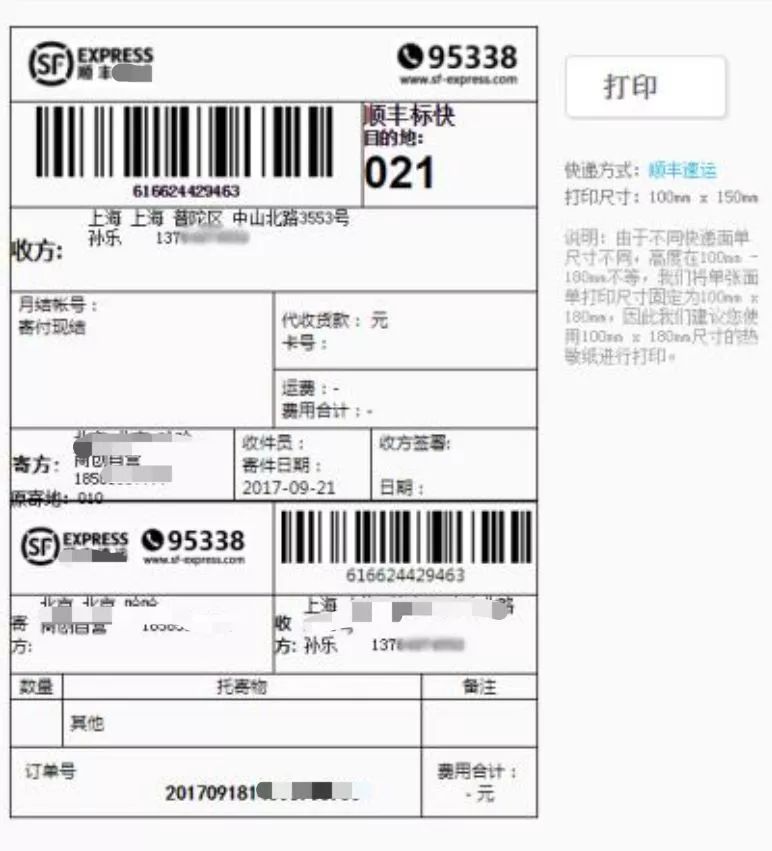 SF EXPRESS
顺丰
95338
www.sf-express.com
616624429463
顺丰标快
目的地:
021
收方:
上海 上海 普陀区 中山北路3553号
孙乐 137
月结帐号：
寄付现结
代收货款：元
卡号：
运费：-
费用合计：-
寄方:
尚创自营
185
原寄地: 010
收件员：
寄件日期：
2017-09-21
收方签署:
日期：
SF EXPRESS
95338
www.sf-express.com
616624429463
寄方:
北京 北京
尚创自营 18585
收方:
上海
孙乐 137
数量 托寄物 备注
其他
订单号
201709181
费用合计：
- 元
打印
快递方式：顺丰速运
打印尺寸：100mm x 150mm
说明：由于不同快递面单
尺寸不同，高度在100mm -
180mm不等，我们将单张面
单打印尺寸固定为100mm x
180mm，因此我们建议您使
用100mm x 180mm尺寸的热
敏纸进行打印。